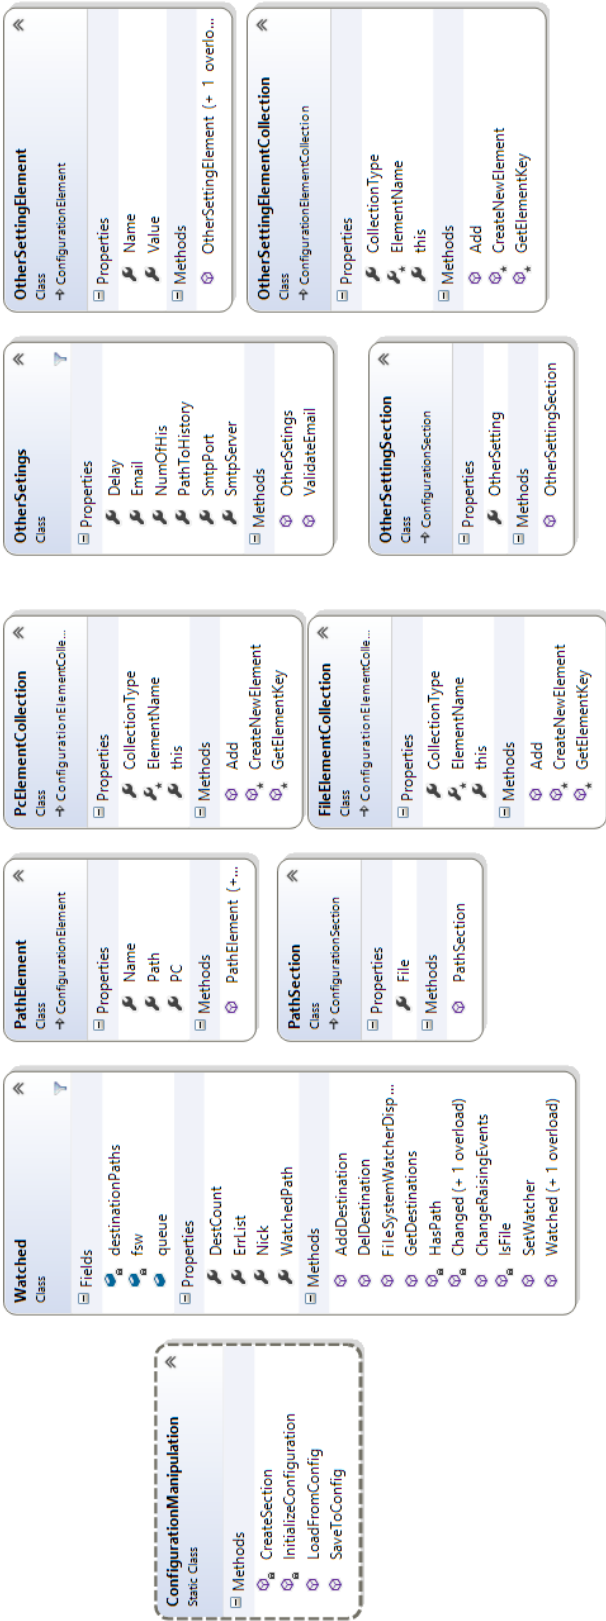 ConfigurationManipulation
Static Class
Methods
CreateSection
InitializeConfiguration
LoadFromConfig
SaveToConfig
Watched
Class
Fields
destinationPaths
fsw
queue
Properties
DestCount
ErrList
Nick
WatchedPath
Methods
AddDestination
DelDestination
FileSystemWatcherDisp...
GetDestinations
HasPath
Changed (+ 1 overload)
ChangeRaisingEvents
IsFile
SetWatcher
Watched (+ 1 overload)
PathElement
Class
ConfigurationElement
Properties
Name
Path
PC
Methods
PathElement (+...
PathSection
Class
ConfigurationSection
Properties
File
Methods
PathSection
PcElementCollection
Class
ConfigurationElementColle...
Properties
CollectionType
ElementName
this
Methods
Add
CreateNewElement
GetElementKey
FileElementCollection
Class
ConfigurationElementColle...
Properties
CollectionType
ElementName
this
Methods
Add
CreateNewElement
GetElementKey
OtherSetings
Class
Properties
Delay
Email
NumOfHis
PathToHistory
SmtpPort
SmtpServer
Methods
OtherSetings
ValidateEmail
OtherSettingSection
Class
ConfigurationSection
Properties
OtherSetting
Methods
OtherSettingSection
OtherSettingElement
Class
ConfigurationElement
Properties
Name
Value
Methods
OtherSettingElement (+ 1 overlo...
OtherSettingElementCollection
Class
ConfigurationElementCollection
Properties
CollectionType
ElementName
this
Methods
Add
CreateNewElement
GetElementKey